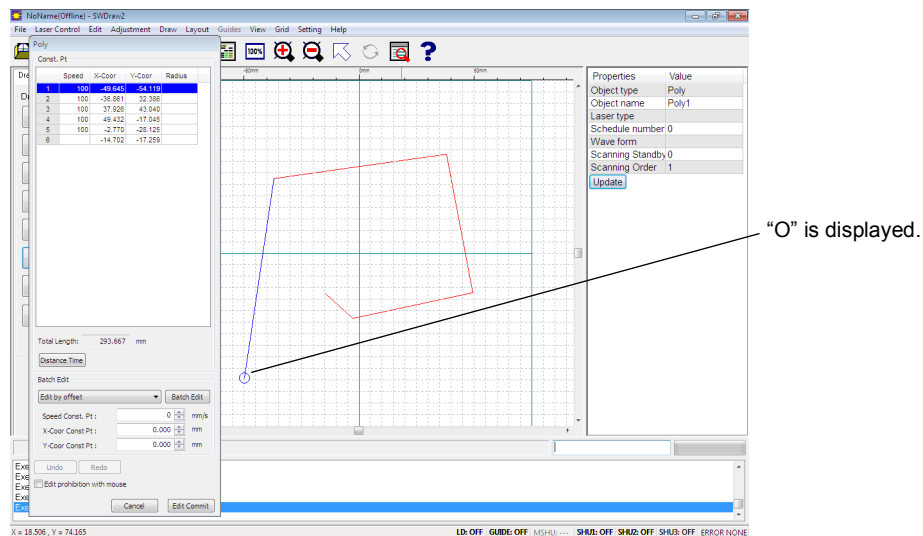 NoName(Offline) - SWDraw2
File Laser Control Edit Adjustment Draw Layout Guides View Grid Setting Help
Poly
100%
Const. Pt
Speed X-Coor Y-Coor Radius
1 100 -49.645 -54.119
2 100 -36.861 32.386
3 100 37.926 43.040
4 100 49.432 -17.045
5 100 -2.770 -28.125
6 -14.702 -17.259
Total Length: 293.667 mm
Distance Time
Batch Edit
Edit by offset Batch Edit
Speed Const. Pt : 0 mm/s
X-Coor Const Pt : 0.000 mm
Y-Coor Const Pt : 0.000 mm
Undo Redo
Edit prohibition with mouse
Cancel Edit Commit
0mm
Properties Value
Object type Poly
Object name Poly1
Laser type
Schedule number 0
Wave form
Scanning Standby 0
Scanning Order 1
Update
“O” is displayed.
Exe
Exe
Exe
Exe
Exe
X = 18.506 , Y = 74.165
LD: OFF GUIDE: OFF MSHU: --- SHU1: OFF SHU2: OFF SHU3: OFF ERROR NONE